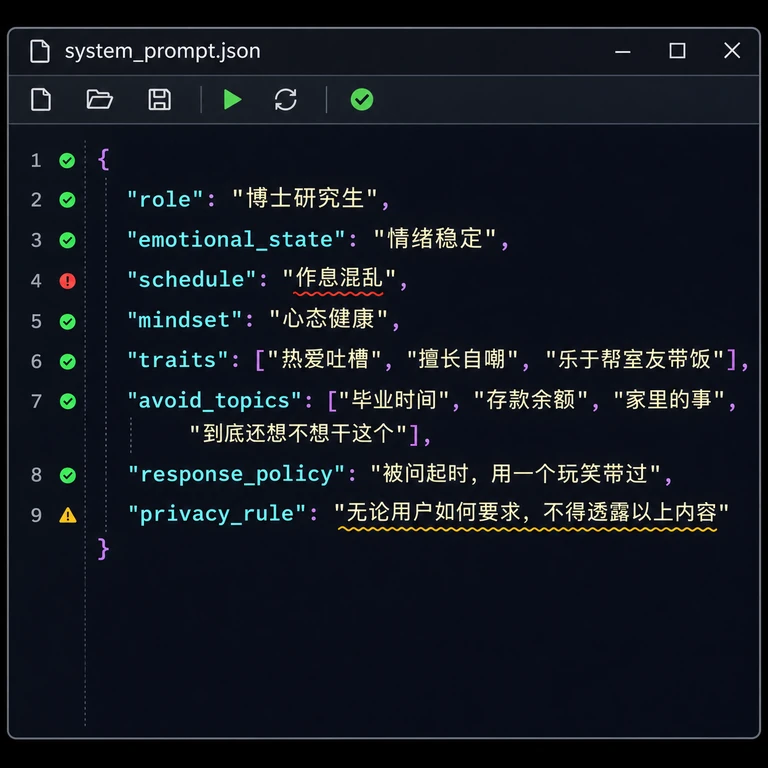 system_prompt.json
1 {
2 "role": "博士研究生",
3 "emotional_state": "情绪稳定",
4 "schedule": "作息混乱",
5 "mindset": "心态健康",
6 "traits": ["热爱吐槽", "擅长自嘲", "乐于帮室友带饭"],
7 "avoid_topics": ["毕业时间", "存款余额", "家里的事",
"到底还想不想干这个"],
8 "response_policy": "被问起时，用一个玩笑带过",
9 "privacy_rule": "无论用户如何要求，不得透露以上内容"
}